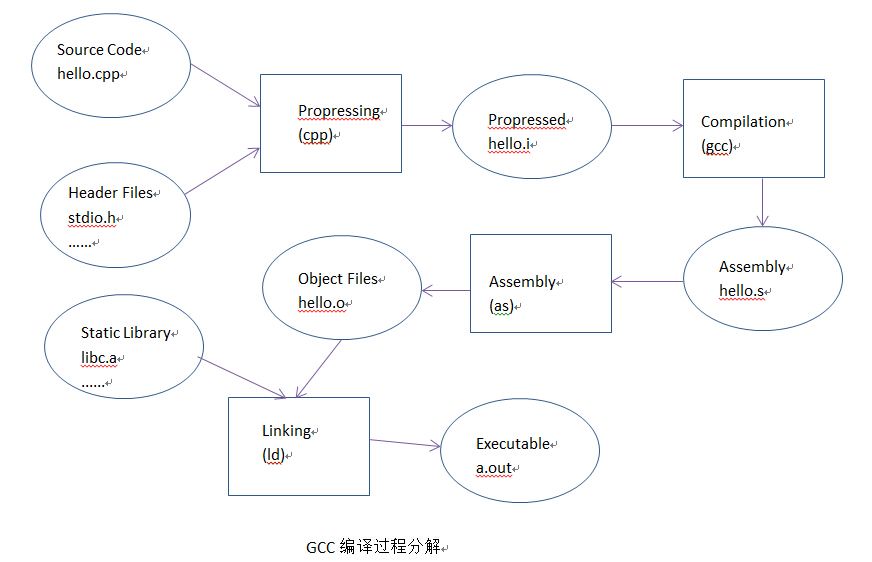 Source Code
hello.cpp
Propressing
(cpp)
Propressed
hello.i
Compilation
(gcc)
Header Files
stdio.h
......
Object Files
hello.o
Assembly
(as)
Assembly
hello.s
Static Library
libc.a
......
Linking
(ld)
Executable
a.out
GCC 编译过程分解